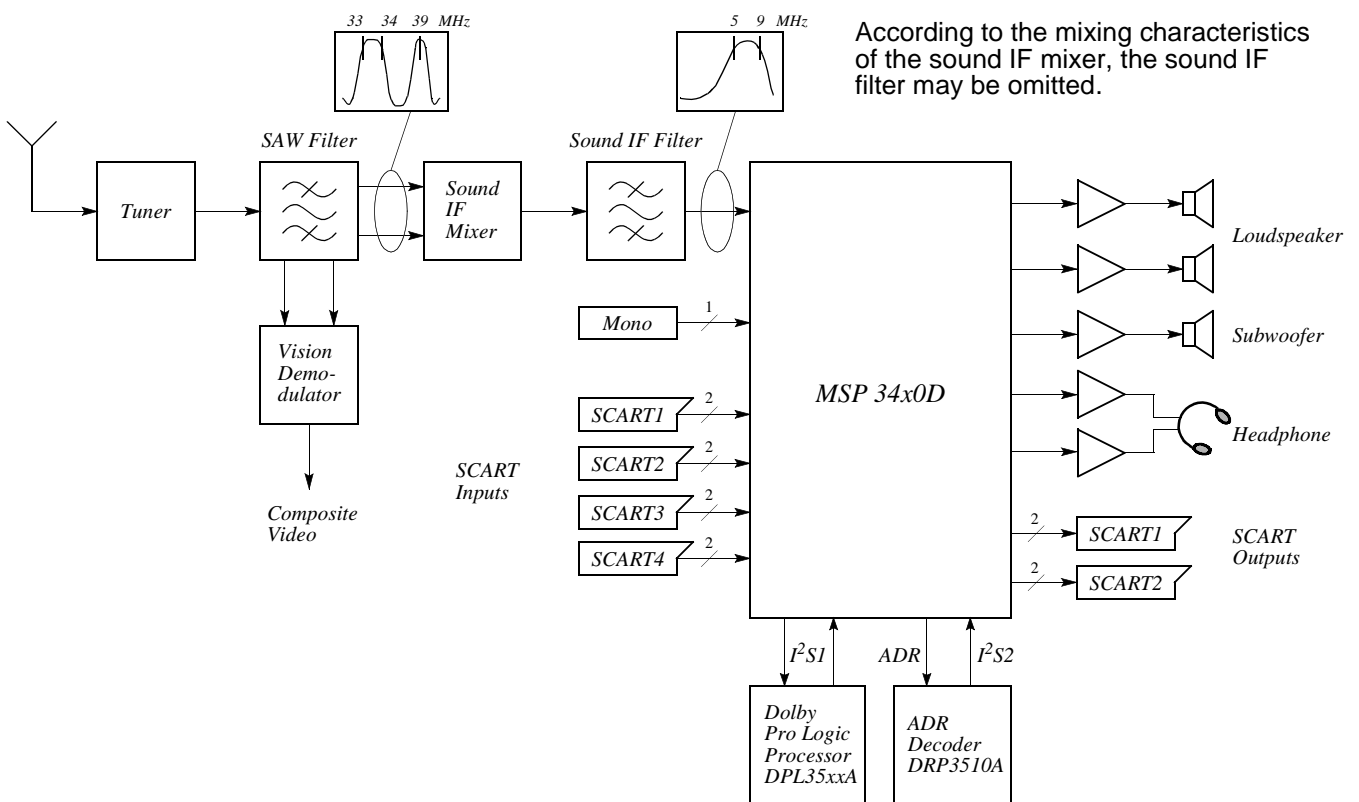 33 34 39 MHz
5 9 MHz
According to the mixing characteristics
of the sound IF mixer, the sound IF
filter may be omitted.
SAW Filter
Sound IF Filter
Tuner
Sound
IF
Mixer
Loudspeaker
Mono
1
Vision
Demo-
dulator
Subwoofer
MSP 34x0D
SCART1
2
SCART2
2
SCART3
2
SCART4
2
SCART
Inputs
Headphone
Composite
Video
2
SCART1
2
SCART2
SCART
Outputs
I²S1
ADR
I²S2
Dolby
Pro Logic
Processor
DPL35xxA
ADR
Decoder
DRP3510A